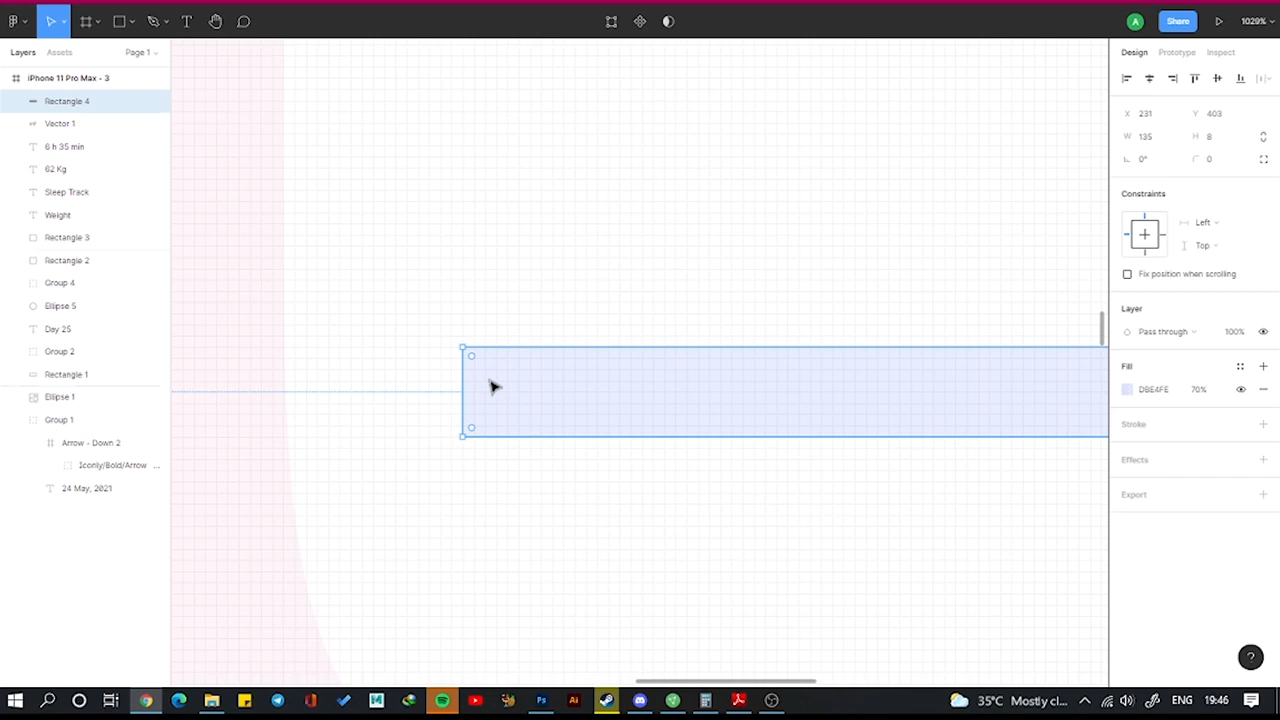 A
Share
1029%
Layers
Assets
Page 1
Design
Prototype
Inspect
iPhone 11 Pro Max - 3
Rectangle 4
Vector 1
6 h 35 min
62 Kg
Sleep Track
Weight
Rectangle 3
Rectangle 2
Group 4
Ellipse 5
Day 25
Group 2
Rectangle 1
Ellipse 1
Group 1
Arrow - Down 2
Iconly/Bold/Arrow ...
24 May, 2021
X 231 Y 403
W 135 H 8
0° 0
Constraints
Left
Top
Fix position when scrolling
Layer
Pass through 100%
Fill
DBE4FE 70%
Stroke
Effects
Export
?
35°C Mostly cl... ENG 19:46